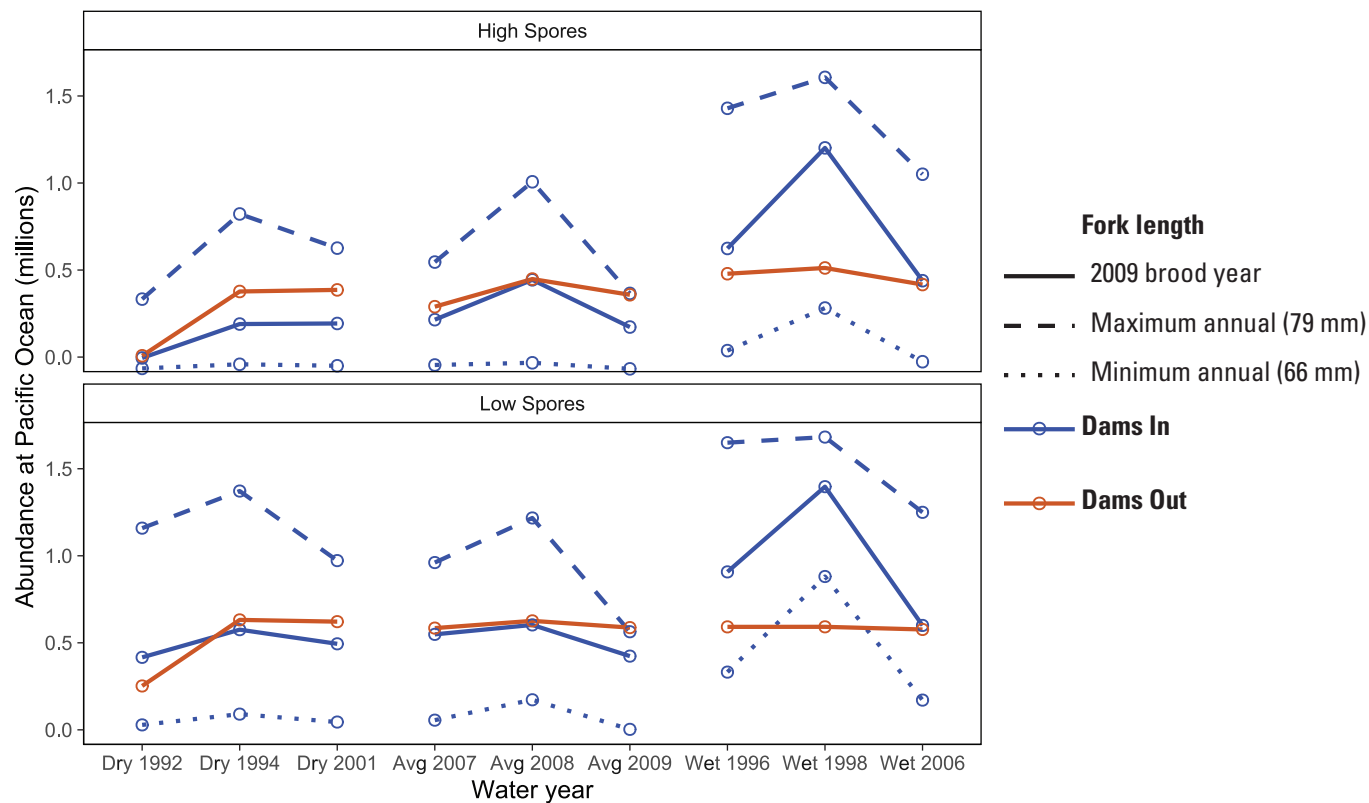 High Spores
1.5
1.0
0.5
0.0
Low Spores
1.5
1.0
0.5
0.0
Abundance at Pacific Ocean (millions)
Dry 1992 Dry 1994 Dry 2001 Avg 2007 Avg 2008 Avg 2009 Wet 1996 Wet 1998 Wet 2006
Water year
Fork length
2009 brood year
Maximum annual (79 mm)
Minimum annual (66 mm)
Dams In
Dams Out